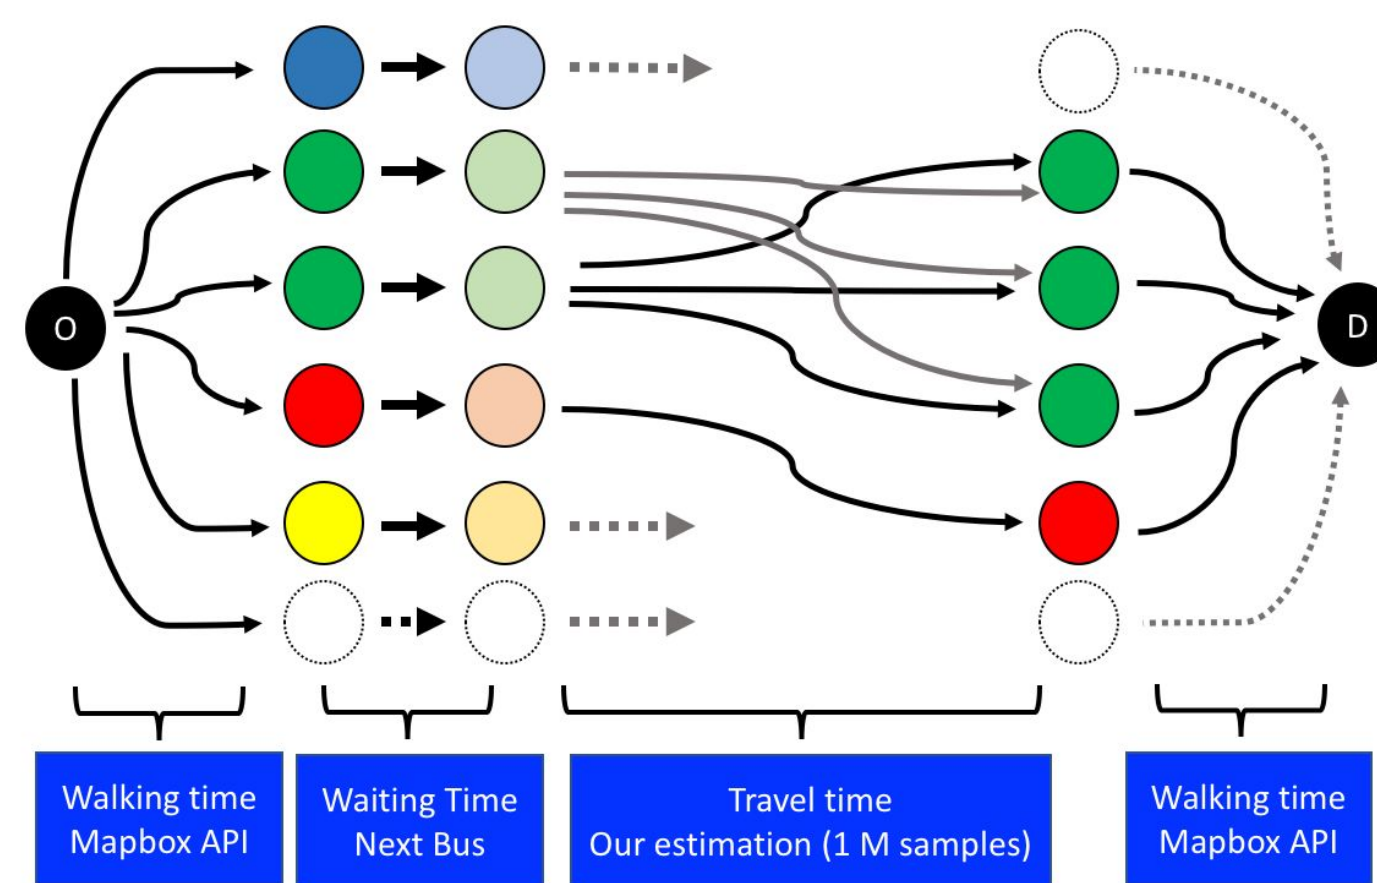 O
D
Walking time
Mapbox API
Waiting Time
Next Bus
Travel time
Our estimation (1 M samples)
Walking time
Mapbox API